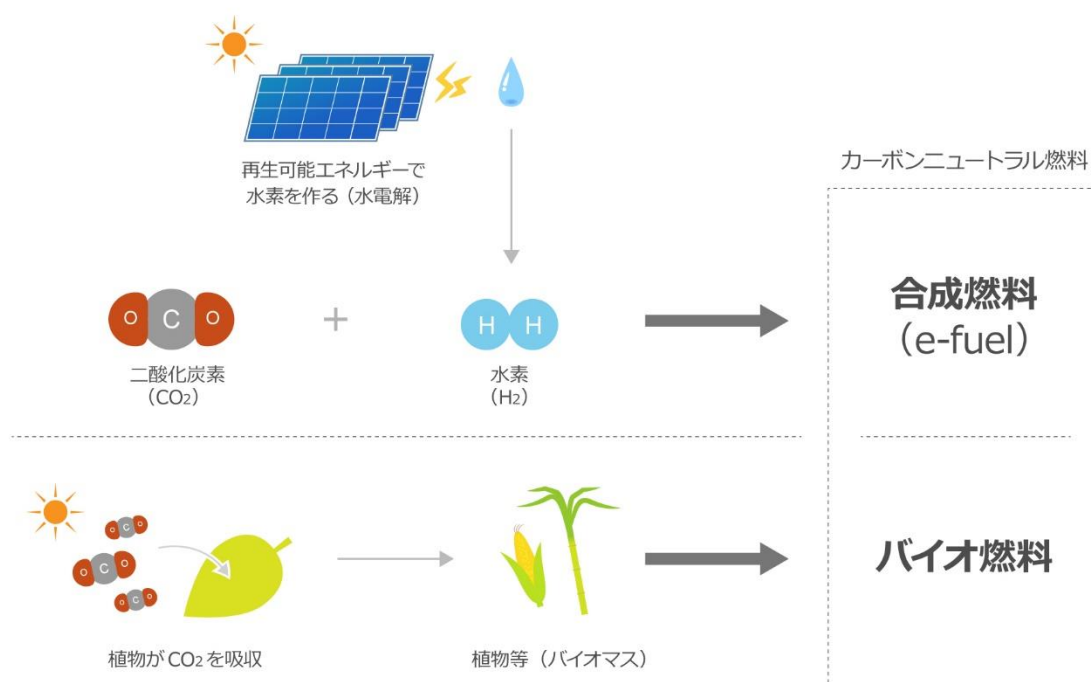 再生可能エネルギーで
水素を作る（水電解）
カーボンニュートラル燃料
O C O
+
H H
二酸化炭素
（CO2）
水素
（H2）
合成燃料
（e-fuel）
O C O
O C O
O C O
植物がCO2を吸収
植物等（バイオマス）
バイオ燃料